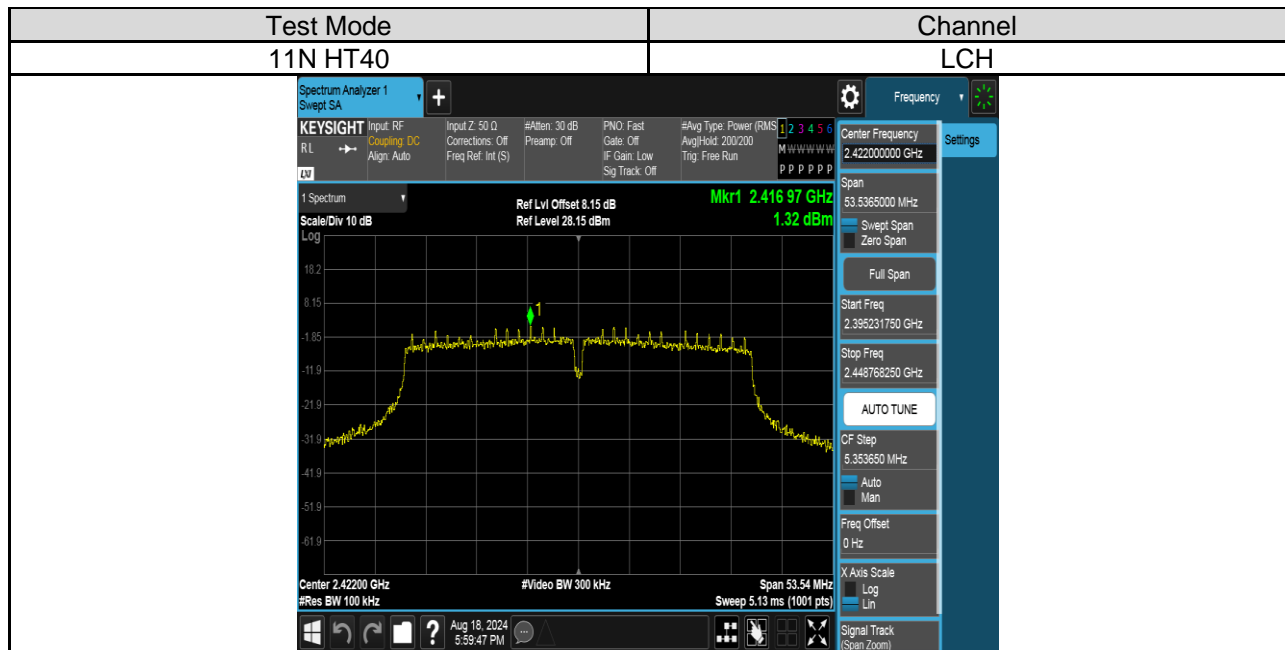 Test Mode Channel
11N HT40 LCH
Spectrum Analyzer 1
Swept SA
+
Frequency
KEYSIGHT Input: RF Input Z: 50 Ω #Atten: 30 dB PNO: Fast #Avg Type: Power (RMS 1 2 3 4 5 6
RL Coupling: DC Corrections: Off Preamp: Off Gate: Off Avg|Hold: 200/200 M W W W W W
Align: Auto Freq Ref: Int (S) IF Gain: Low Trig: Free Run
LXI Sig Track: Off P P P P P P
1 Spectrum Ref Lvl Offset 8.15 dB Mkr1 2.416 97 GHz
Scale/Div 10 dB Ref Level 28.15 dBm 1.32 dBm
Log
18.2
8.15
1
-1.85
-11.9
-21.9
-31.9
-41.9
-51.9
-61.9
Center 2.42200 GHz #Video BW 300 kHz Span 53.54 MHz
#Res BW 100 kHz Sweep 5.13 ms (1001 pts)
Settings
Center Frequency
2.422000000 GHz
Span
53.5365000 MHz
Swept Span
Zero Span
Full Span
Start Freq
2.395231750 GHz
Stop Freq
2.448768250 GHz
AUTO TUNE
CF Step
5.353650 MHz
Auto
Man
Freq Offset
0 Hz
X Axis Scale
Log
Lin
Signal Track
(Span Zoom)
? Aug 18, 2024
5:59:47 PM